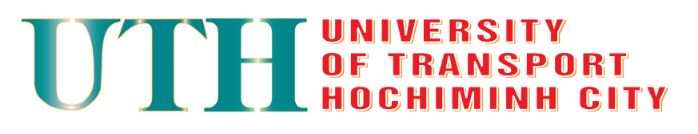 UTH
UNIVERSITY
OF TRANSPORT
HOCHIMINH CITY